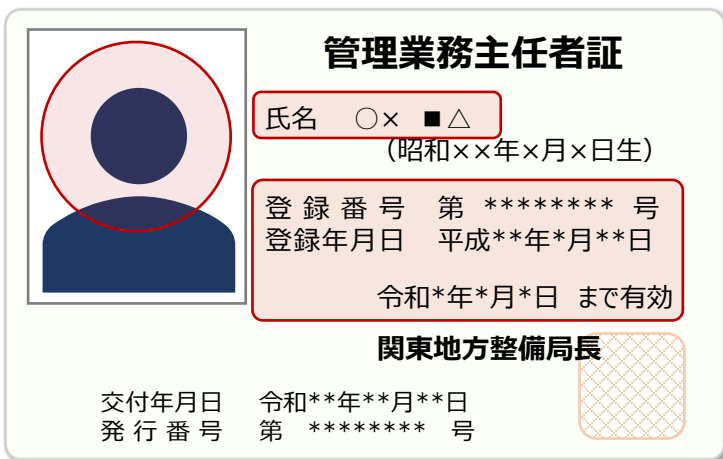 管理業務主任者証
氏名　○×　■△
（昭和××年×月×日生）
登 録 番 号　第　********　号
登録年月日　平成**年*月**日
令和*年*月*日　まで有効
関東地方整備局長
交付年月日　令和**年**月**日
発 行 番 号　第　********　号